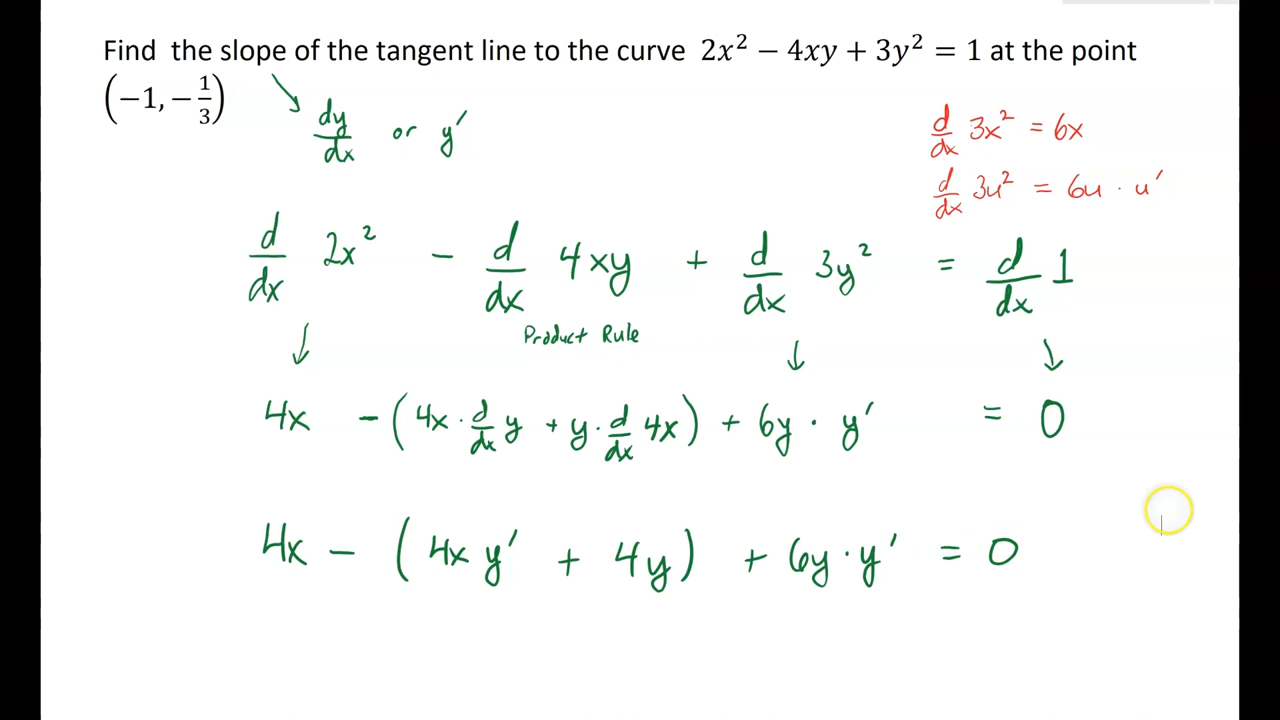 Find the slope of the tangent line to the curve 2x² − 4xy + 3y² = 1 at the point
(−1, −1/3)
dy/dx or y′
d/dx 3x² = 6x
d/dx 3u² = 6u · u′
d/dx 2x² − d/dx 4xy + d/dx 3y² = d/dx 1
Product Rule
4x − (4x · d/dx y + y · d/dx 4x) + 6y · y′ = 0
4x − (4x y′ + 4y) + 6y · y′ = 0